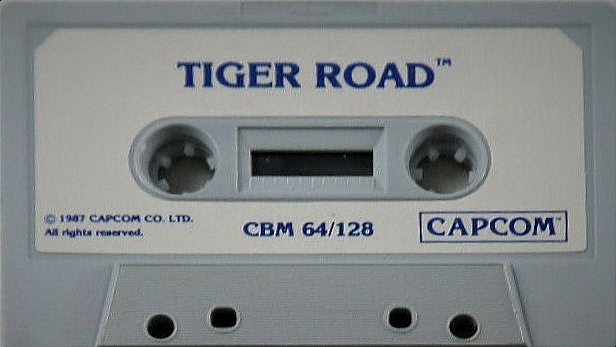 TIGER ROAD™
© 1987 CAPCOM CO. LTD.
All rights reserved.
CBM 64/128
CAPCOM™